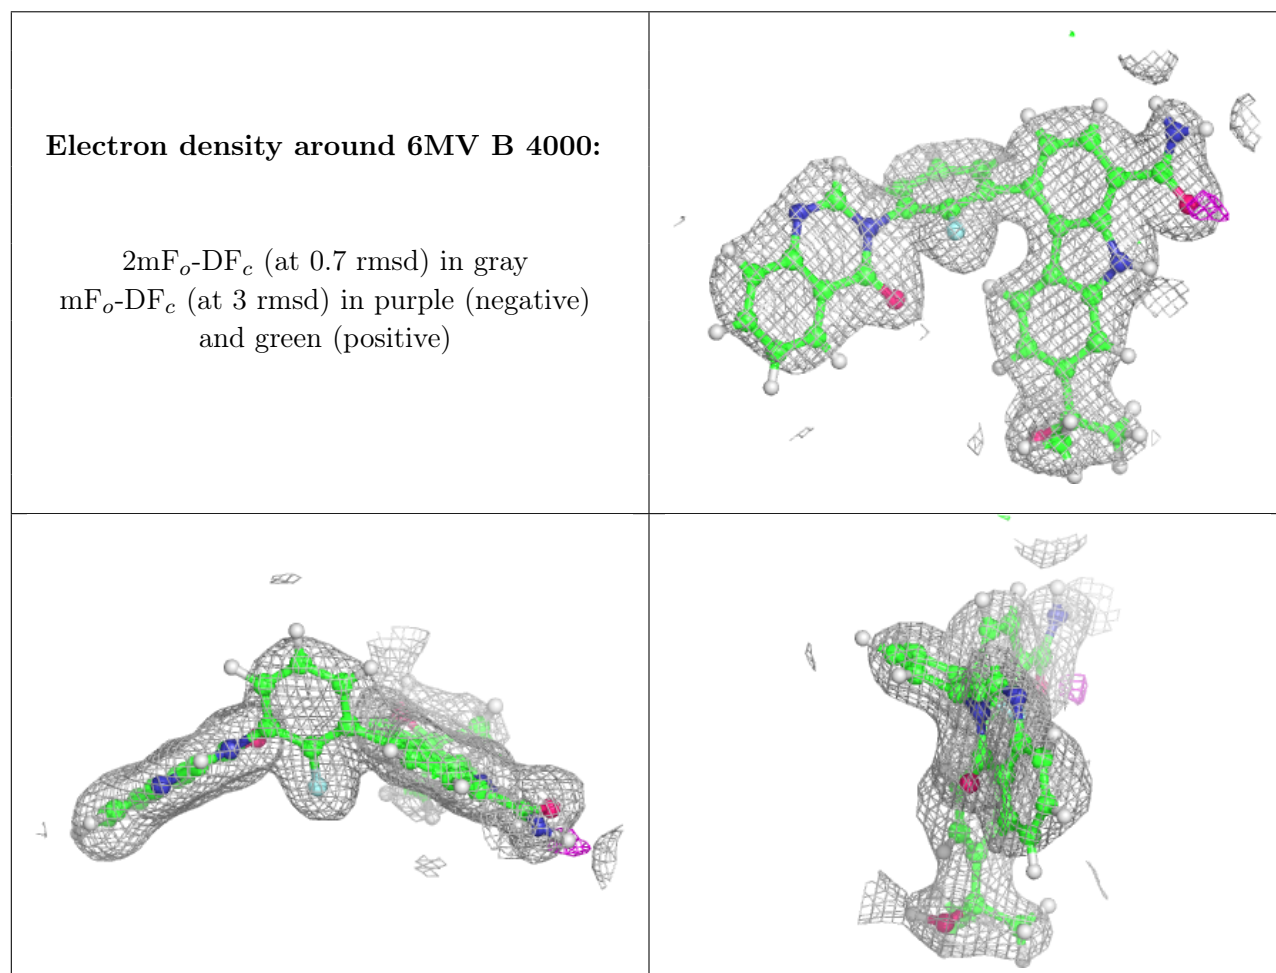 Electron density around 6MV B 4000:
2mFₒ-DF𝒸 (at 0.7 rmsd) in gray
mFₒ-DF𝒸 (at 3 rmsd) in purple (negative)
and green (positive)